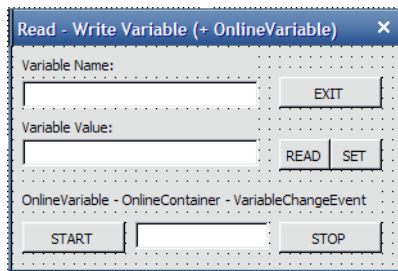 Read - Write Variable (+ OnlineVariable)
Variable Name:
EXIT
Variable Value:
READ SET
OnlineVariable - OnlineContainer - VariableChangeEvent
START STOP